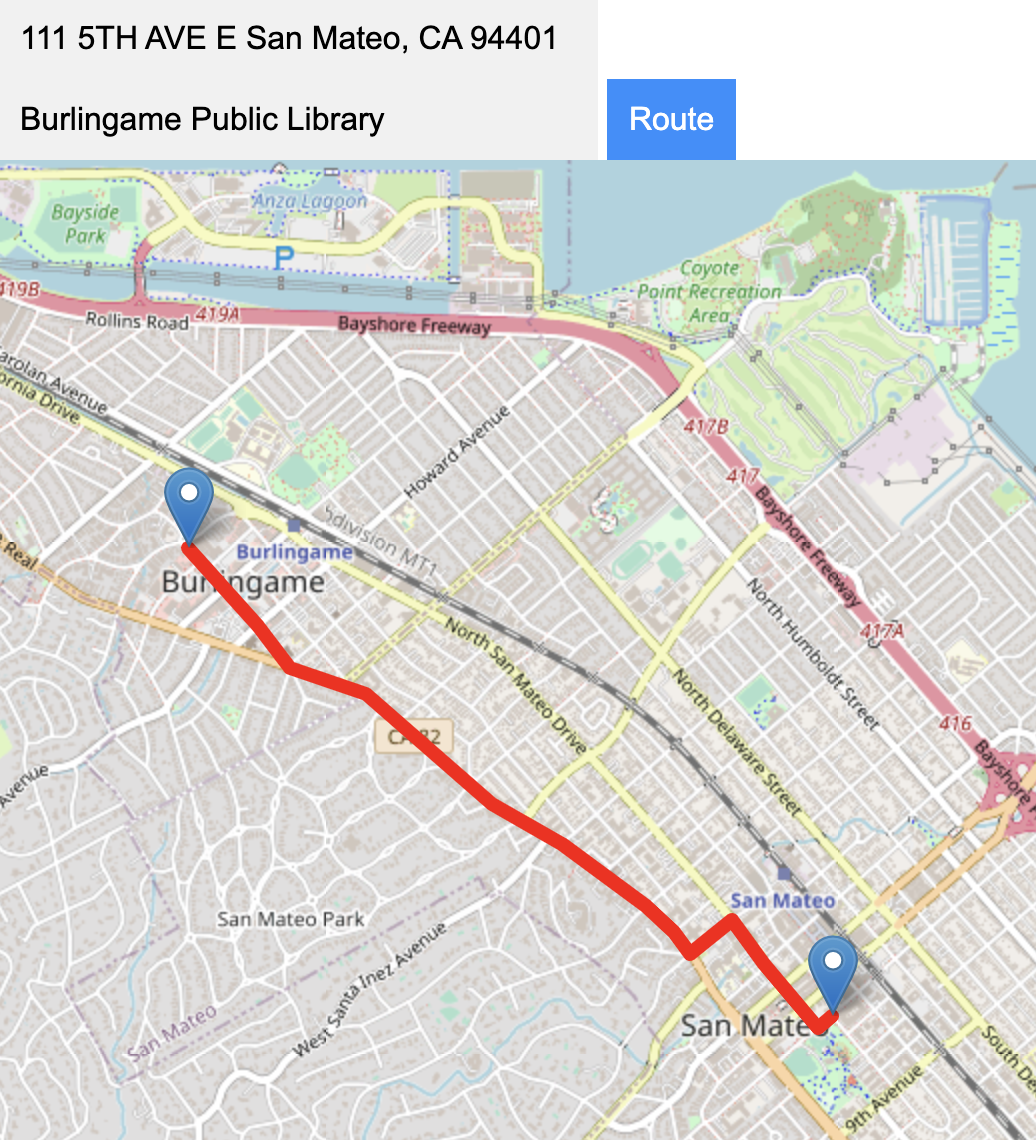 111 5TH AVE E San Mateo, CA 94401
Burlingame Public Library
Route
Anza Lagoon
Bayside
Park
P
Coyote
Point Recreation
Area
419B
419A
Rollins Road
Bayshore Freeway
arolan Avenue
ornia Drive
Howard Avenue
417B
417
Bayshore Freeway
bdivision MT1
Burlingame
Burlingame
Real
North San Mateo Drive
North Humboldt Street
417A
North Delaware Street
416
Bayshore F
CA 82
Avenue
San Mateo
San Mateo Park
West Santa Inez Avenue
San Mateo
San Mateo
South De
9th Avenue